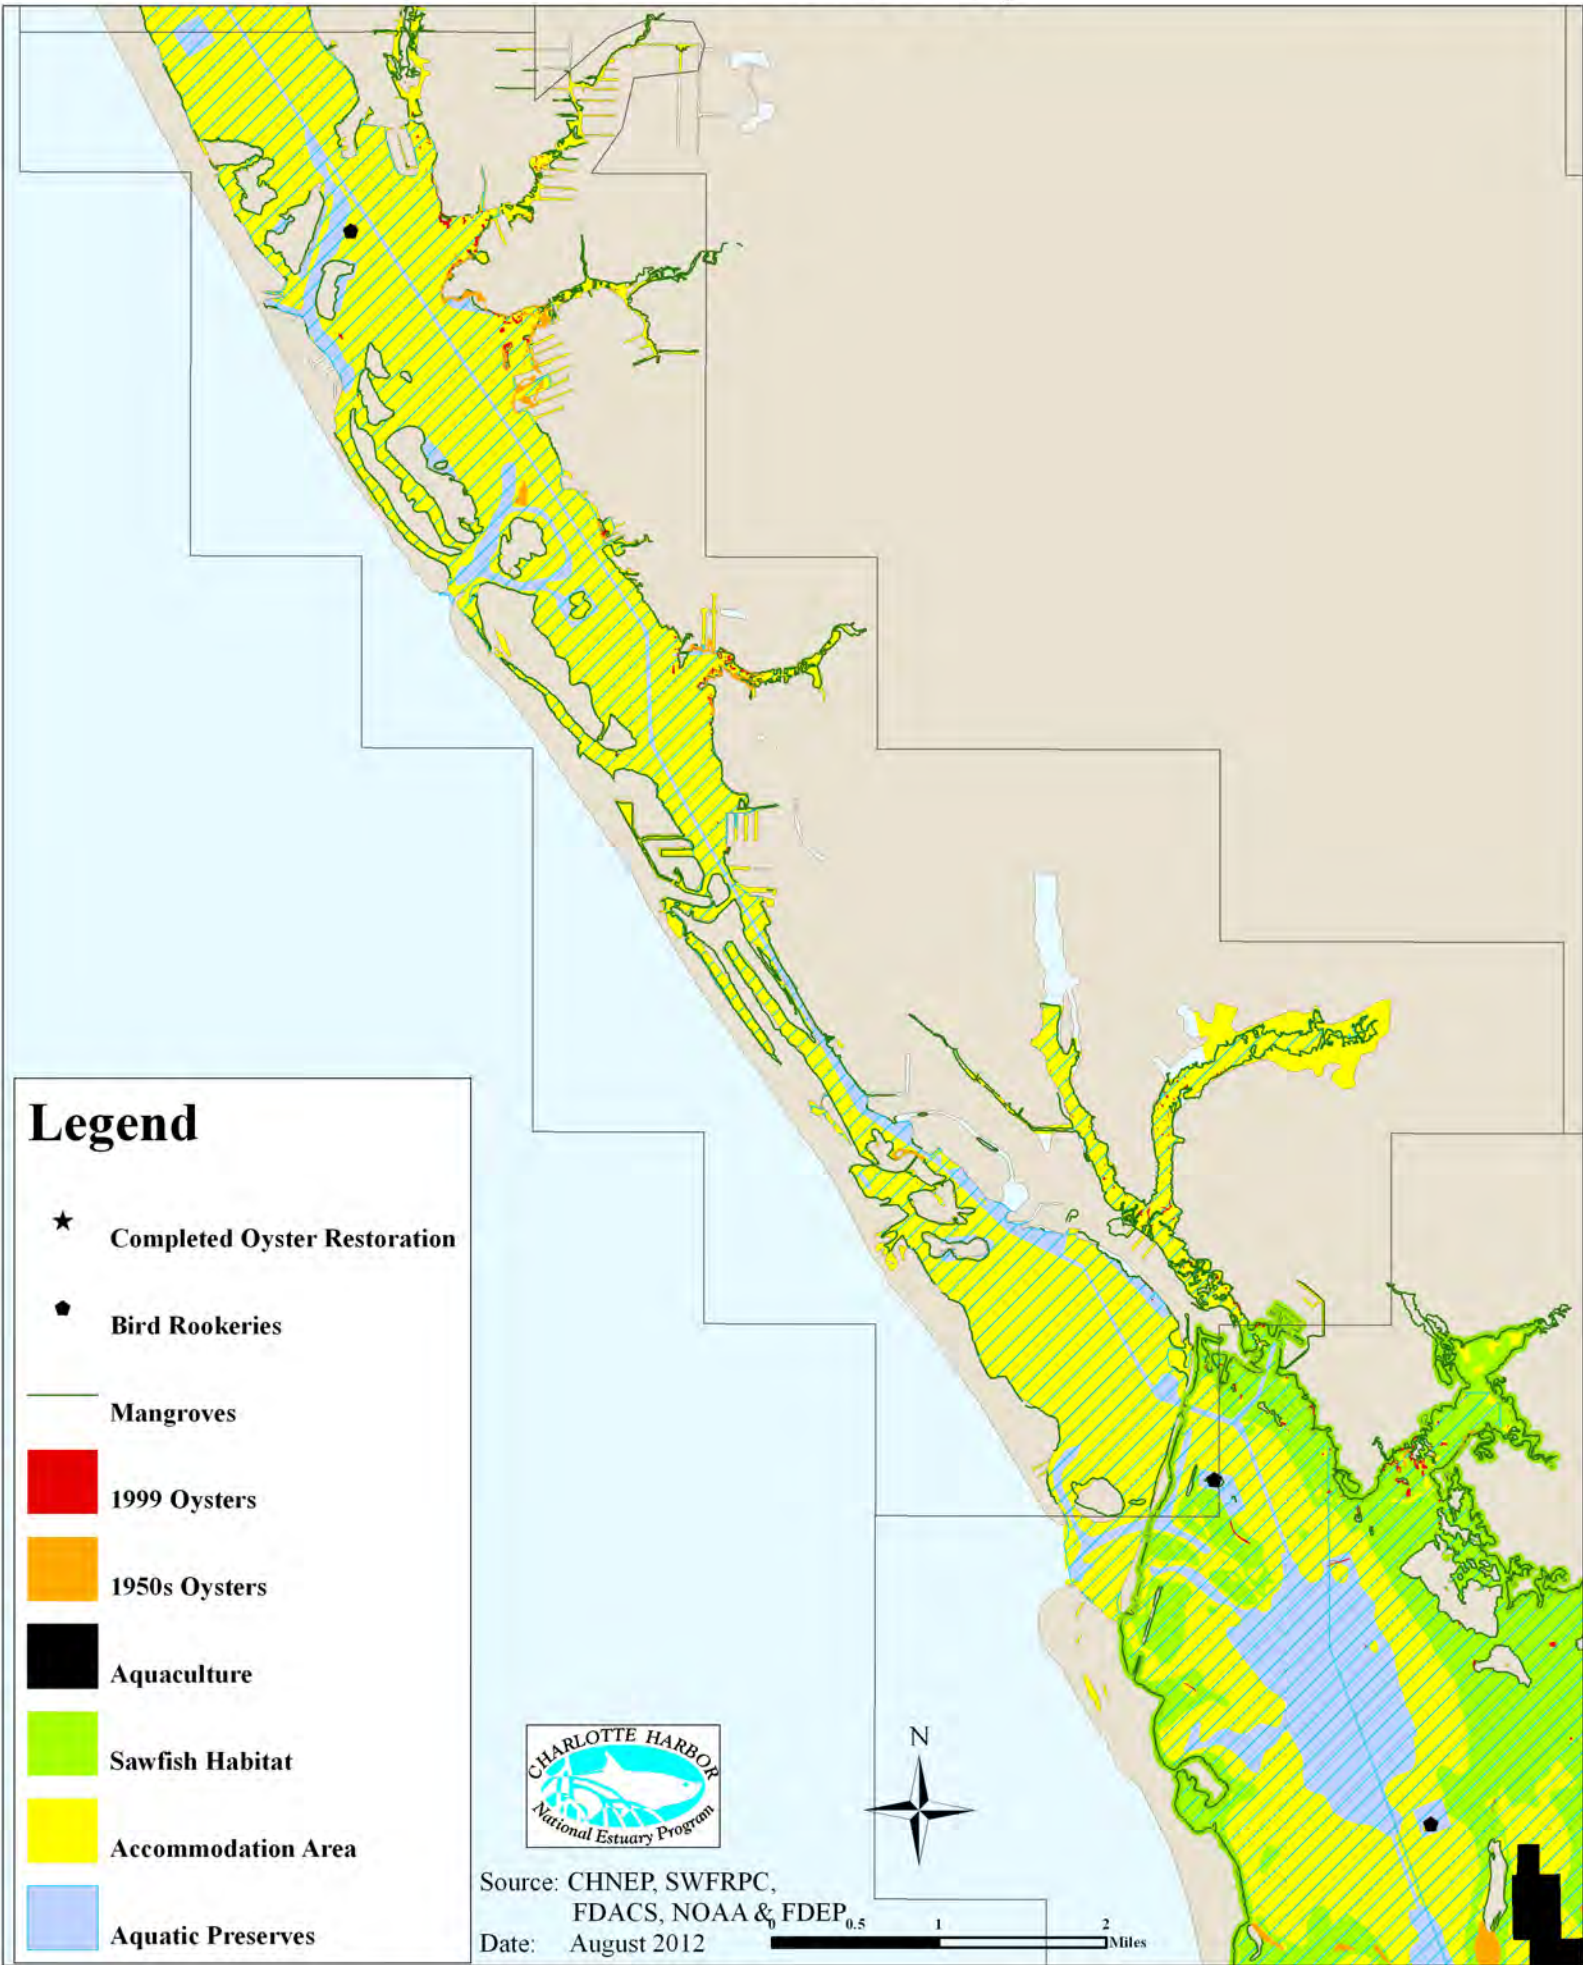 Legend
Completed Oyster Restoration
Bird Rookeries
Mangroves
1999 Oysters
1950s Oysters
Aquaculture
Sawfish Habitat
Accommodation Area
Aquatic Preserves
CHARLOTTE HARBOR
National Estuary Program
N
Source: CHNEP, SWFRPC,
FDACS, NOAA & FDEP
Date: August 2012
0 0.5 1 2
Miles